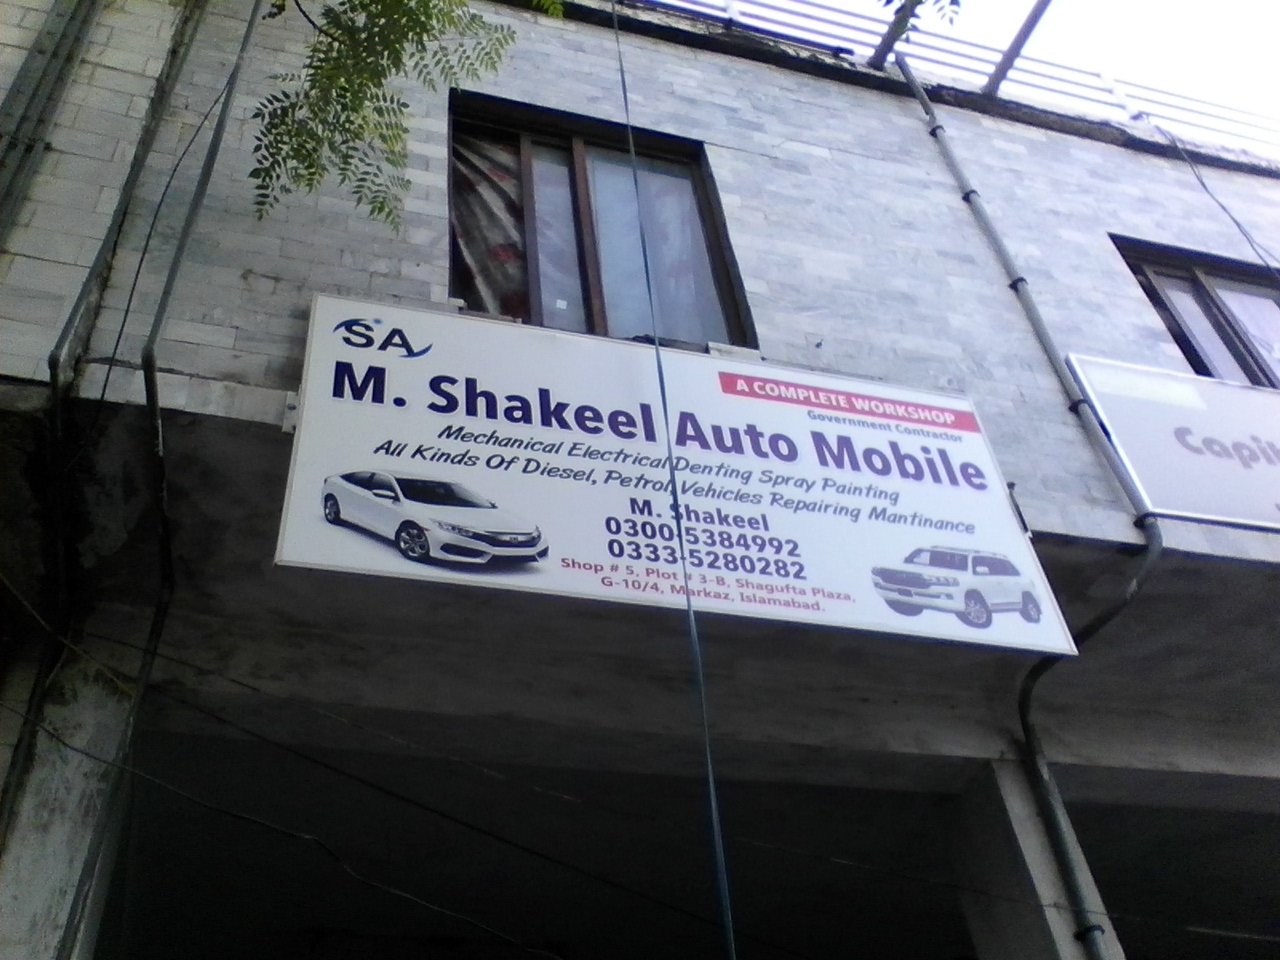 SA
A COMPLETE WORKSHOP
Government Contractor
M. Shakeel Auto Mobile
Mechanical Electrical Denting Spray Painting
All Kinds Of Diesel, Petrol, Vehicles Repairing Mantinance
M. Shakeel
0300-5384992
0333-5280282
Shop # 5, Plot # 3-B, Shagufta Plaza,
G-10/4, Markaz, Islamabad.
Capit